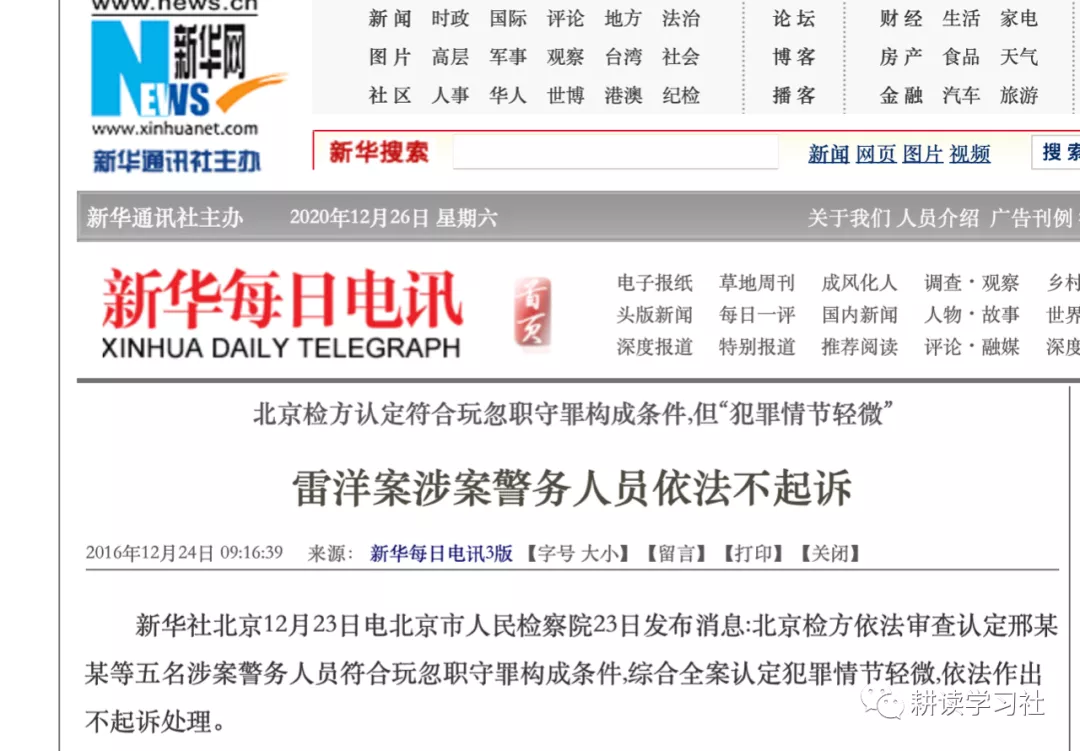 www.news.cn
新华网
NEWS
www.xinhuanet.com
新华通讯社主办
新闻 时政 国际 评论 地方 法治 论坛 财经 生活 家电
图片 高层 军事 观察 台湾 社会 博客 房产 食品 天气
社区 人事 华人 世博 港澳 纪检 播客 金融 汽车 旅游
新华搜索 新闻 网页 图片 视频 搜索
新华通讯社主办 2020年12月26日 星期六 关于我们 人员介绍 广告刊例
新华每日电讯
XINHUA DAILY TELEGRAPH
首页
电子报纸 草地周刊 成风化人 调查·观察 乡村
头版新闻 每日一评 国内新闻 人物·故事 世界
深度报道 特别报道 推荐阅读 评论·融媒 深度
北京检方认定符合玩忽职守罪构成条件,但“犯罪情节轻微”
雷洋案涉案警务人员依法不起诉
2016年12月24日 09:16:39 来源: 新华每日电讯3版 【字号 大小】【留言】【打印】【关闭】
新华社北京12月23日电北京市人民检察院23日发布消息:北京检方依法审查认定邢某
某等五名涉案警务人员符合玩忽职守罪构成条件,综合全案认定犯罪情节轻微,依法作出
不起诉处理。
耕读学习社